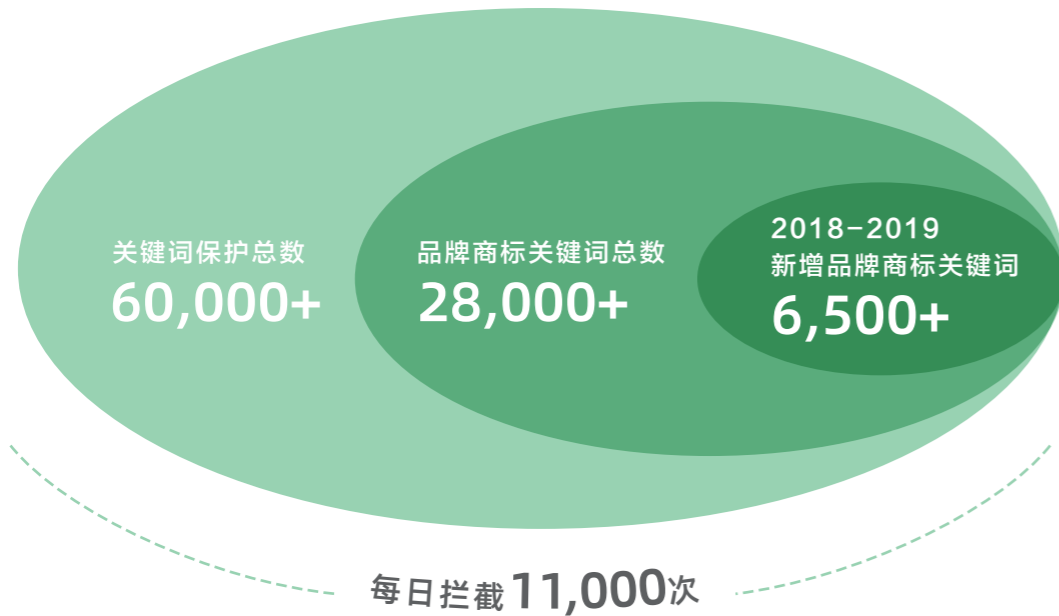 关键词保护总数
60,000+
品牌商标关键词总数
28,000+
2018-2019
新增品牌商标关键词
6,500+
每日拦截11,000次